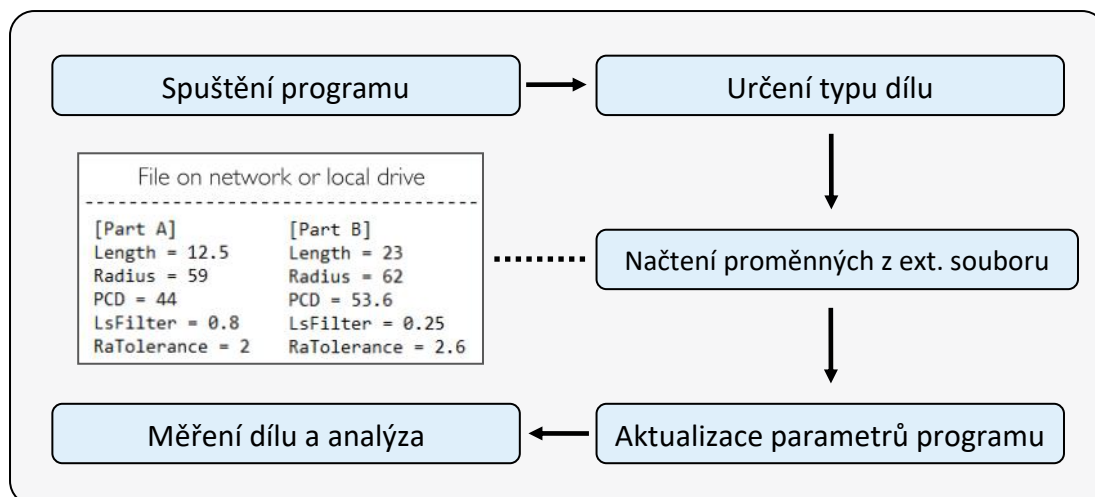 Spuštění programu
Určení typu dílu
File on network or local drive
[Part A] [Part B]
Length = 12.5 Length = 23
Radius = 59 Radius = 62
PCD = 44 PCD = 53.6
LsFilter = 0.8 LsFilter = 0.25
RaTolerance = 2 RaTolerance = 2.6
Načtení proměnných z ext. souboru
Měření dílu a analýza
Aktualizace parametrů programu